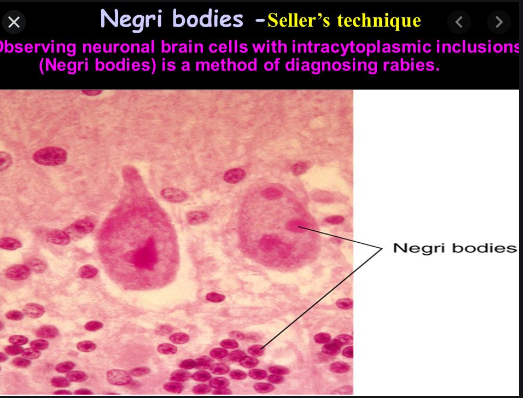 Negri bodies -Seller's technique
Observing neuronal brain cells with intracytoplasmic inclusions
(Negri bodies) is a method of diagnosing rabies.
Negri bodies